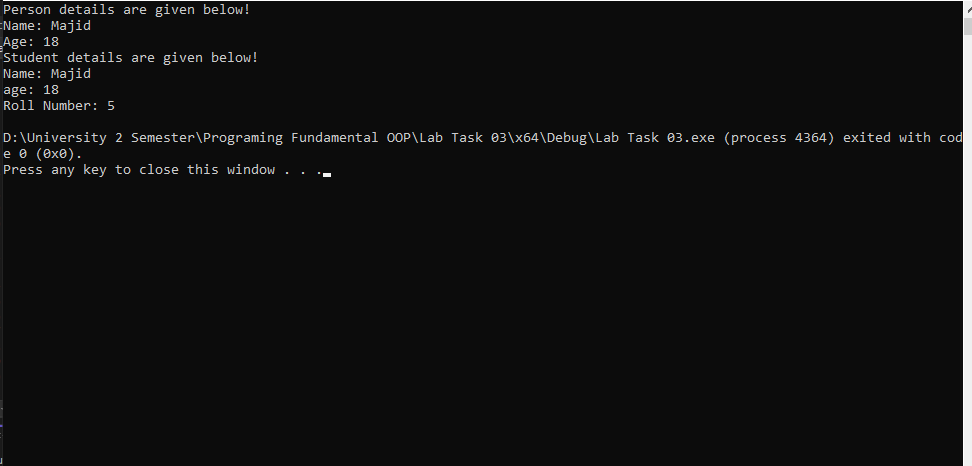 Person details are given below!
Name: Majid
Age: 18
Student details are given below!
Name: Majid
age: 18
Roll Number: 5
D:\University 2 Semester\Programing Fundamental OOP\Lab Task 03\x64\Debug\Lab Task 03.exe (process 4364) exited with cod
e 0 (0x0).
Press any key to close this window . . .